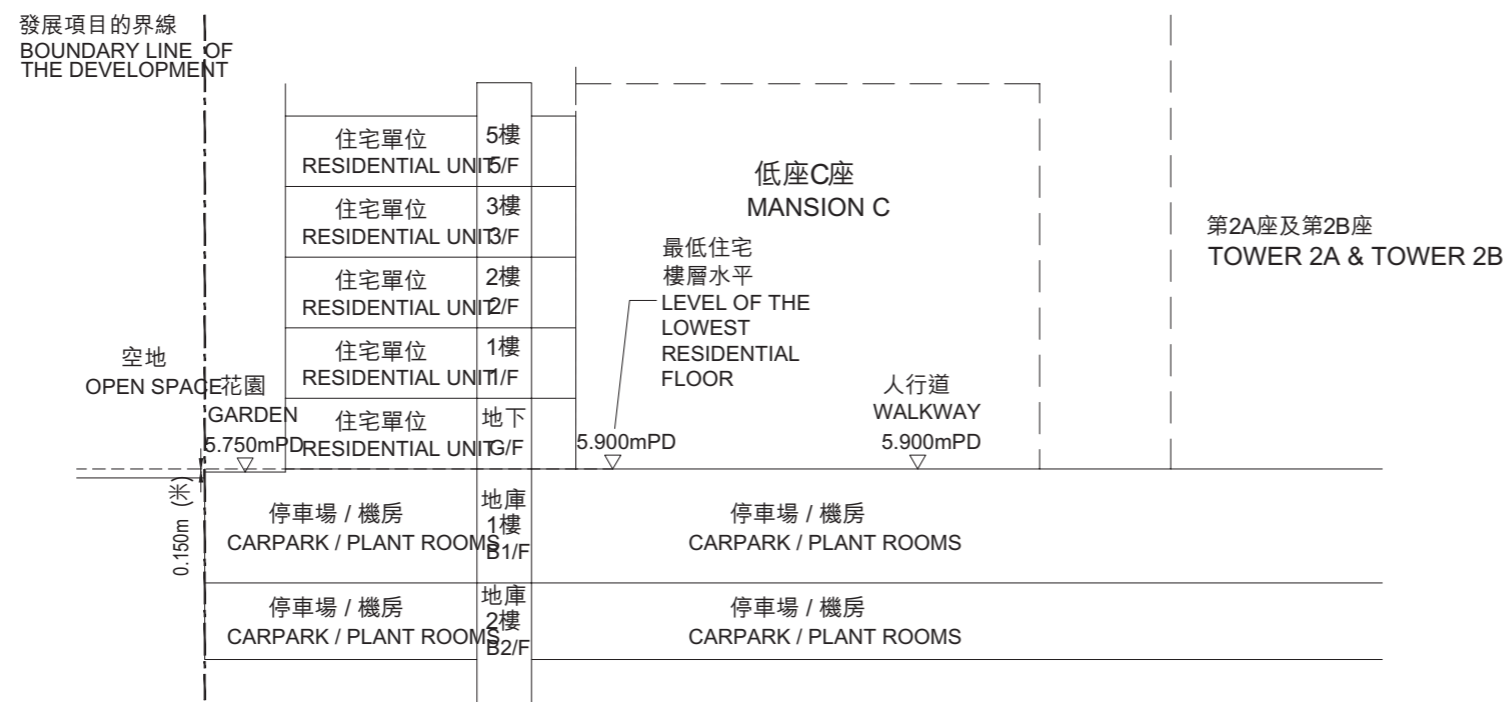 發展項目的界線
BOUNDARY LINE OF
THE DEVELOPMENT
住宅單位
RESIDENTIAL UNIT
5樓
5/F
住宅單位
RESIDENTIAL UNIT
3樓
3/F
住宅單位
RESIDENTIAL UNIT
2樓
2/F
住宅單位
RESIDENTIAL UNIT
1樓
1/F
住宅單位
RESIDENTIAL UNIT
地下
G/F
低座C座
MANSION C
最低住宅
樓層水平
LEVEL OF THE
LOWEST
RESIDENTIAL
FLOOR
5.900mPD
人行道
WALKWAY
5.900mPD
第2A座及第2B座
TOWER 2A & TOWER 2B
空地
OPEN SPACE
花園
GARDEN
5.750mPD
0.150m (米)
停車場 / 機房
CARPARK / PLANT ROOMS
地庫
1樓
B1/F
停車場 / 機房
CARPARK / PLANT ROOMS
停車場 / 機房
CARPARK / PLANT ROOMS
地庫
2樓
B2/F
停車場 / 機房
CARPARK / PLANT ROOMS